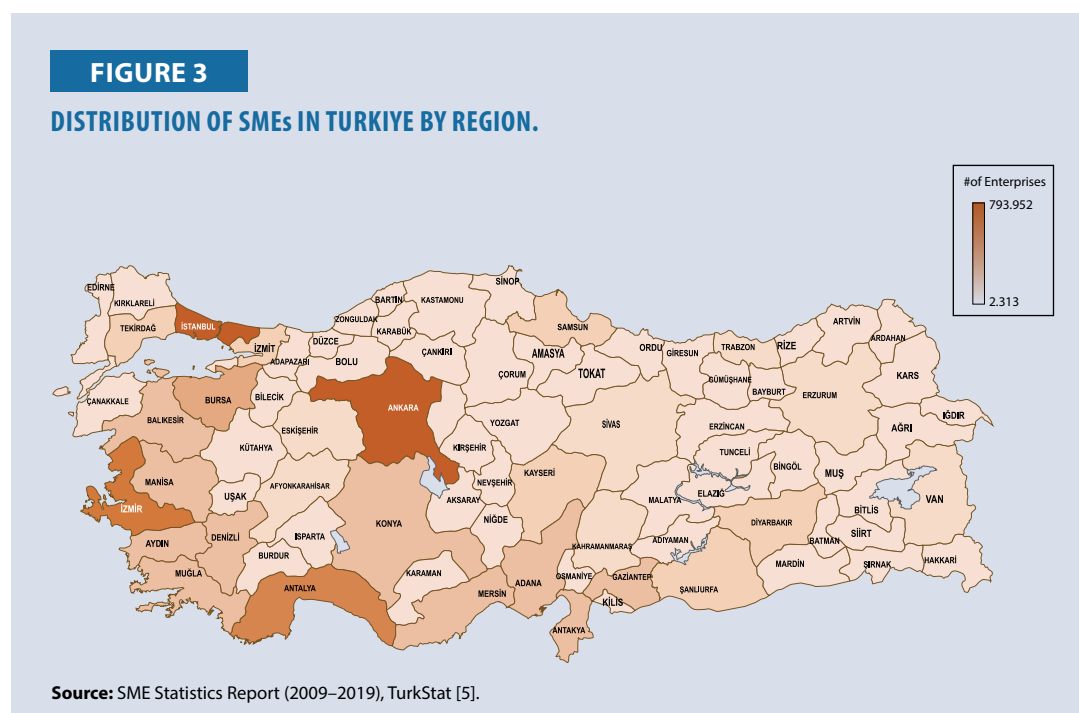 FIGURE 3
DISTRIBUTION OF SMEs IN TURKIYE BY REGION.
#of Enterprises
793.952
2.313
EDİRNE
KIRKLARELİ
TEKİRDAĞ
İSTANBUL
İZMİT
ADAPAZARI
DÜZCE
ZONGULDAK
BARTIN
KARABÜK
KASTAMONU
SİNOP
BOLU
ÇANKIRI
SAMSUN
AMASYA
ÇORUM
TOKAT
ORDU
GİRESUN
TRABZON
RİZE
ARTVİN
ARDAHAN
KARS
GÜMÜŞHANE
BAYBURT
ERZURUM
IĞDIR
AĞRI
ÇANAKKALE
BALIKESİR
BURSA
BİLECİK
ESKİŞEHİR
KÜTAHYA
ANKARA
KIRŞEHİR
YOZGAT
SİVAS
ERZİNCAN
TUNCELİ
BİNGÖL
MUŞ
VAN
MANİSA
UŞAK
AFYONKARAHİSAR
AKSARAY
NEVŞEHİR
KAYSERİ
MALATYA
ELAZIĞ
BİTLİS
İZMİR
AYDIN
DENİZLİ
ISPARTA
BURDUR
KONYA
NİĞDE
KAHRAMANMARAŞ
ADIYAMAN
DİYARBAKIR
BATMAN
SİİRT
MUĞLA
ANTALYA
KARAMAN
MERSİN
ADANA
OSMANİYE
GAZİANTEP
KİLİS
ŞANLIURFA
MARDİN
ŞIRNAK
HAKKARİ
ANTAKYA
Source: SME Statistics Report (2009–2019), TurkStat [5].